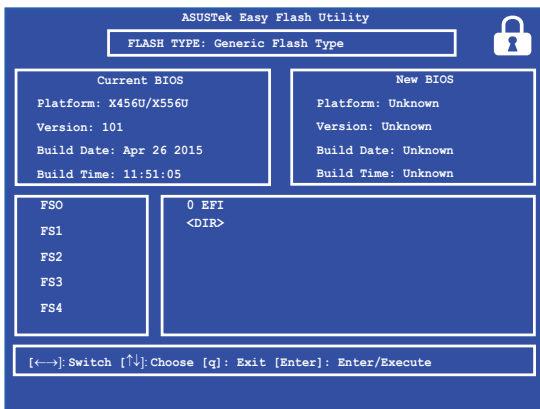 ASUSTek Easy Flash Utility
FLASH TYPE: Generic Flash Type
Current BIOS
Platform: X456U/X556U
Version: 101
Build Date: Apr 26 2015
Build Time: 11:51:05
New BIOS
Platform: Unknown
Version: Unknown
Build Date: Unknown
Build Time: Unknown
FSO
FS1
FS2
FS3
FS4
0 EFI
<DIR>
[←→]: Switch [↑↓]: Choose [q]: Exit [Enter]: Enter/Execute